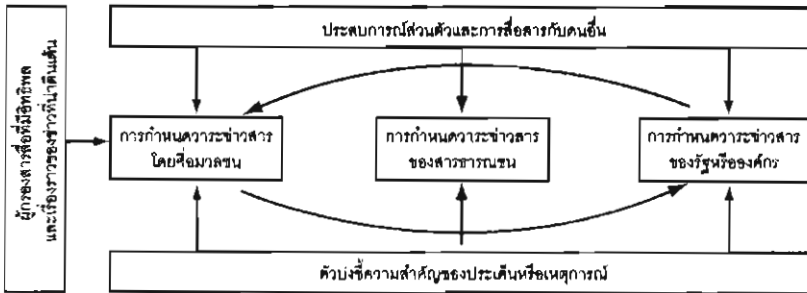 ผู้กรองสารสื่อที่มีอิทธิพล
และเรื่องราวของข่าวที่น่าตื่นเต้น
ประสบการณ์ส่วนตัวและการสื่อสารกับคนอื่น
การกำหนดวาระข่าวสาร
โดยสื่อมวลชน
การกำหนดวาระข่าวสาร
ของสาธารณชน
การกำหนดวาระข่าวสาร
ของรัฐหรือองค์กร
ตัวบ่งชี้ความสำคัญของประเด็นหรือเหตุการณ์